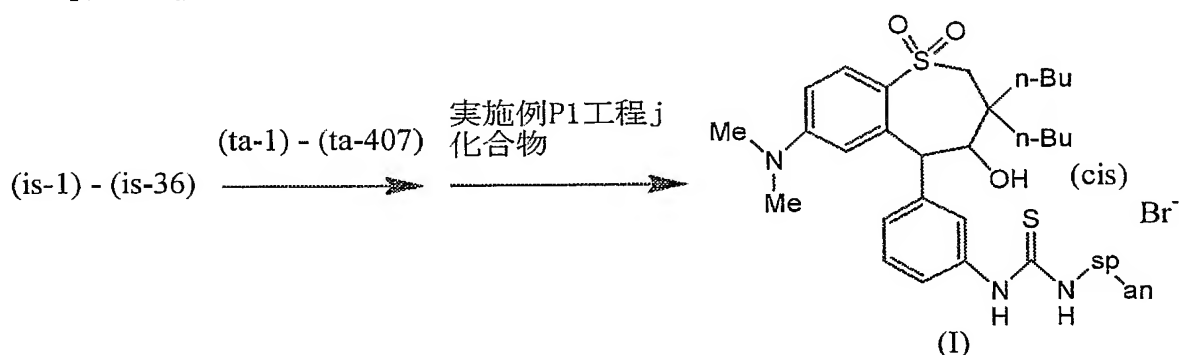 (is-1) - (is-36)
(ta-1) - (ta-407)
実施例P1工程j
化合物
O O
S
n-Bu
n-Bu
Me
N
Me
OH
(cis)
Br-
S
N
H
N
H
sp
an
(I)